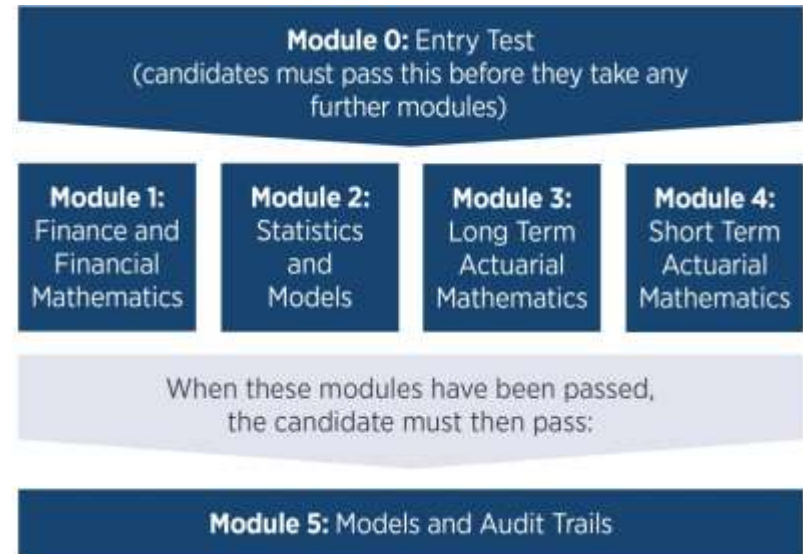 Module 0: Entry Test
(candidates must pass this before they take any
further modules)
Module 1:
Finance and
Financial
Mathematics
Module 2:
Statistics
and
Models
Module 3:
Long Term
Actuarial
Mathematics
Module 4:
Short Term
Actuarial
Mathematics
When these modules have been passed,
the candidate must then pass:
Module 5: Models and Audit Trails